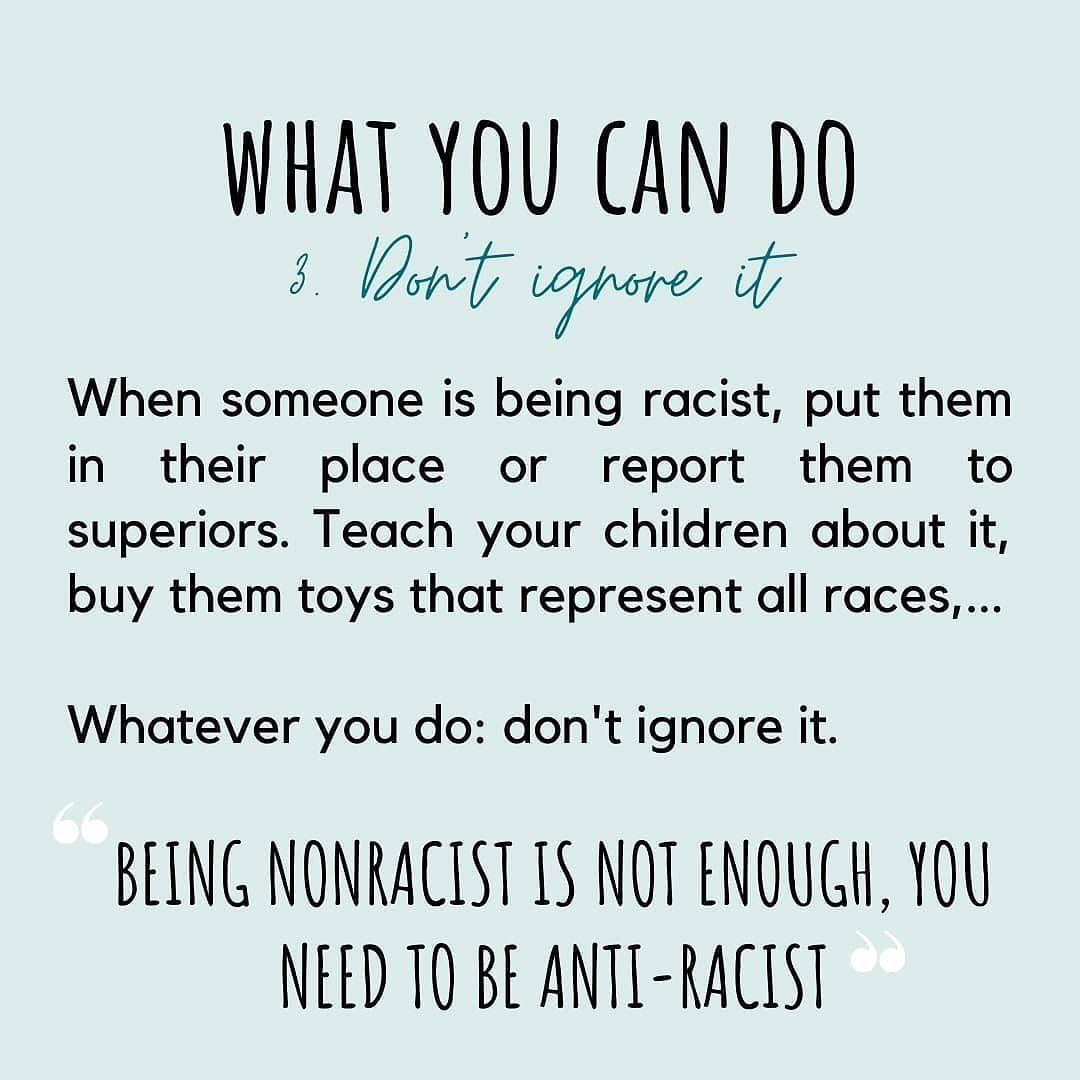 WHAT YOU CAN DO
3. Don't ignore it
When someone is being racist, put them
in their place or report them to
superiors. Teach your children about it,
buy them toys that represent all races,...
Whatever you do: don't ignore it.
“BEING NONRACIST IS NOT ENOUGH, YOU
NEED TO BE ANTI-RACIST”